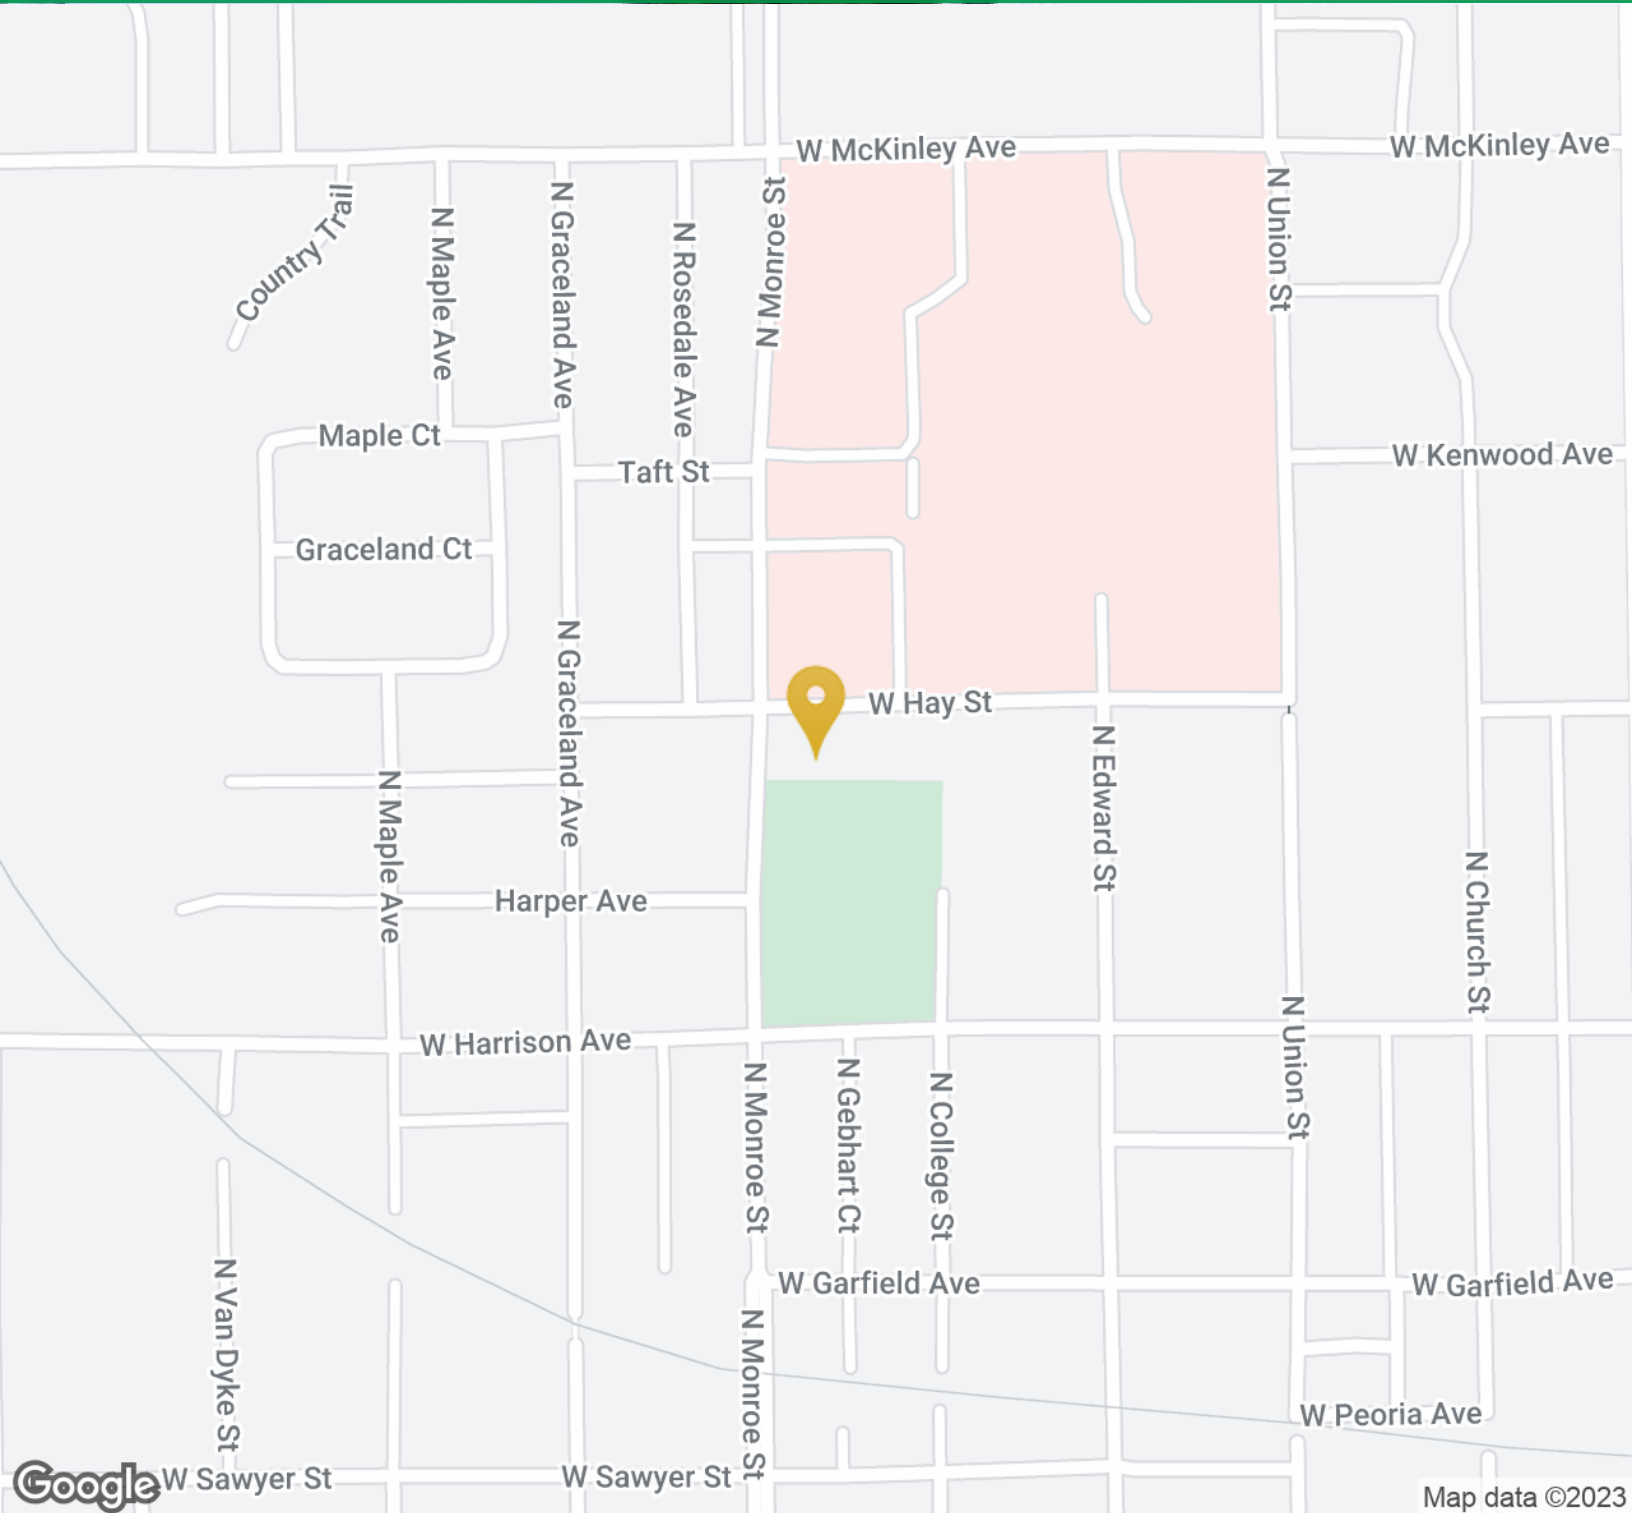 W McKinley Ave
W McKinley Ave
Country Trail
N Maple Ave
N Graceland Ave
N Rosedale Ave
N Monroe St
N Union St
Maple Ct
Taft St
W Kenwood Ave
Graceland Ct
N Graceland Ave
W Hay St
N Maple Ave
N Edward St
Harper Ave
N Church St
W Harrison Ave
N Union St
N Monroe St
N Gebhart Ct
N College St
N Van Dyke St
W Garfield Ave
W Garfield Ave
N Monroe St
W Peoria Ave
Google
W Sawyer St
W Sawyer St
Map data ©2023